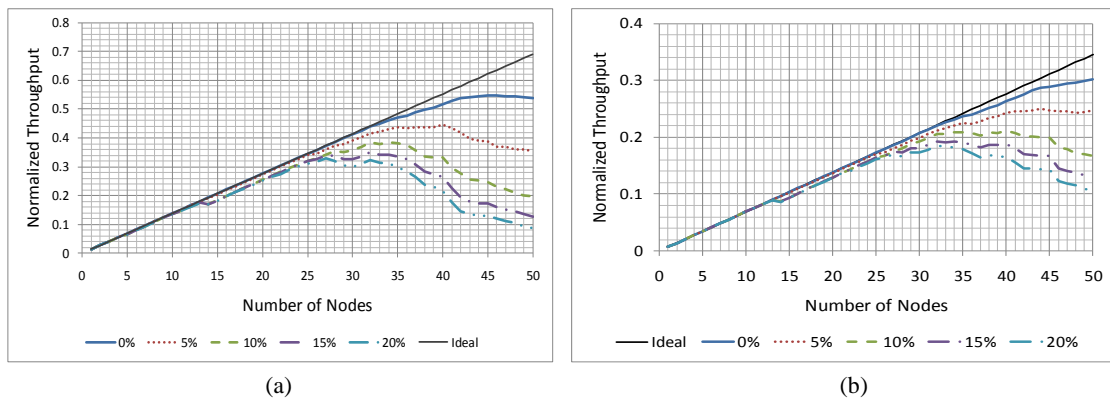 0.8
0.7
0.6
0.5
0.4
0.3
0.2
0.1
0
Normalized Throughput
0 5 10 15 20 25 30 35 40 45 50
Number of Nodes
0% 5% 10% 15% 20% Ideal
(a)
0.4
0.3
0.2
0.1
0
Normalized Throughput
0 5 10 15 20 25 30 35 40 45 50
Number of Nodes
Ideal 0% 5% 10% 15% 20%
(b)